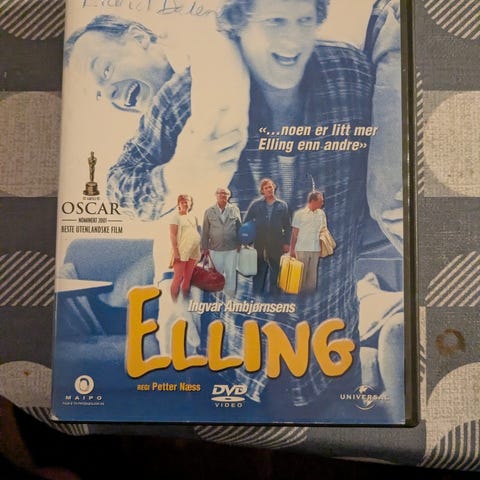 «...noen er litt mer
Elling enn andre»
OSCAR
NOMINERT 2001
BESTE UTENLANDSKE FILM
Ingvar Ambjørnsens
ELLING
REGI Petter Næss
DVD
VIDEO
MAIPO
UNIVERSAL